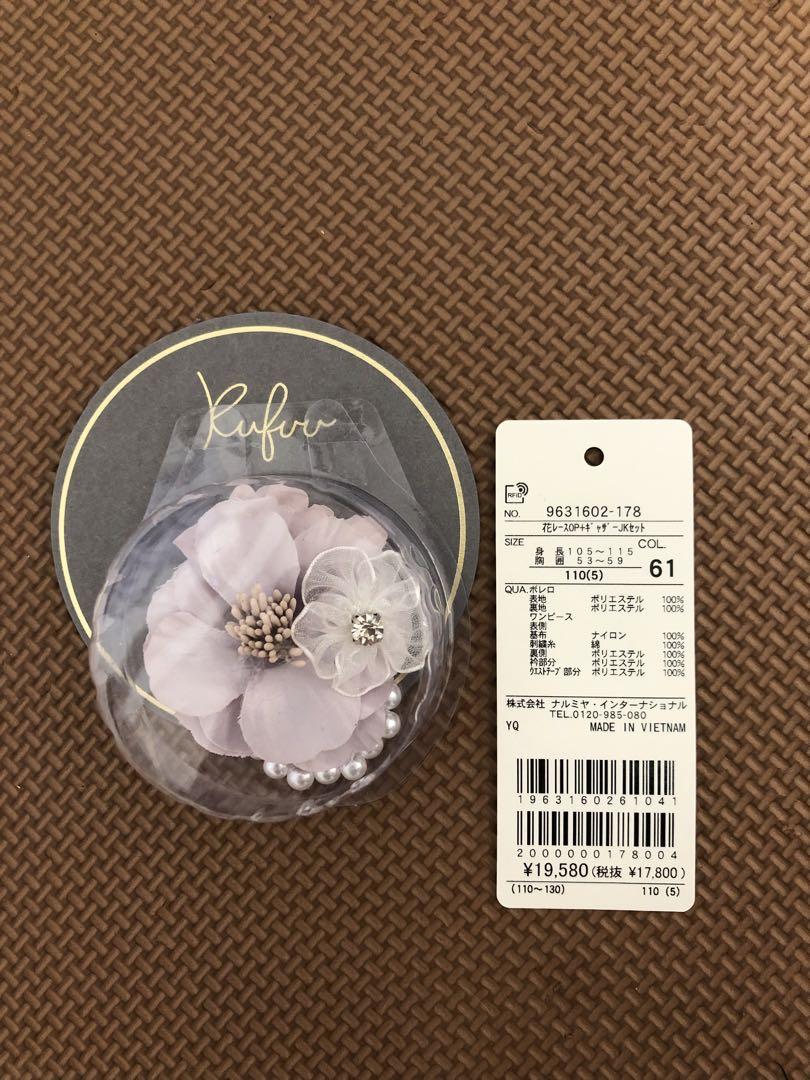 Rufuu
RFID
NO. 9631602-178
花ﾚｰｽOP+ｷﾞｬｻﾞｰJKｾｯﾄ
SIZE COL.
身 長 105～115
胸 囲 53～59
110(5)
61
QUA.ボレロ
表地 ポリエステル 100%
裏地 ポリエステル 100%
ワンピース
表側
基布 ナイロン 100%
刺繍糸 綿 100%
裏側 ポリエステル 100%
衿部分 ポリエステル 100%
ｳｴｽﾄﾃｰﾌﾟ部分 ポリエステル 100%
株式会社 ナルミヤ・インターナショナル
TEL.0120-985-080
YQ MADE IN VIETNAM
1963160261041
2000000178004
¥19,580(税抜 ¥17,800)
(110～130) 110 (5)